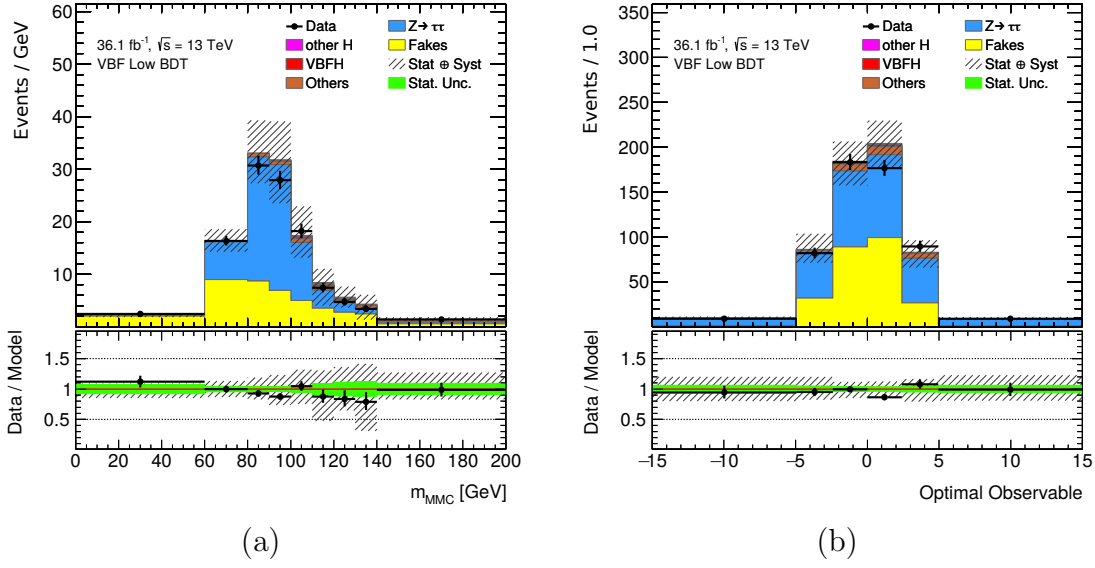 Events / GeV
60
50
40
30
20
10
36.1 fb⁻¹, √s = 13 TeV
VBF Low BDT
Data
other H
VBFH
Others
Z→ ττ
Fakes
Stat ⊕ Syst
Stat. Unc.
Data / Model
1.5
1
0.5
0 20 40 60 80 100 120 140 160 180 200
m_MMC [GeV]
(a)
Events / 1.0
350
300
250
200
150
100
50
36.1 fb⁻¹, √s = 13 TeV
VBF Low BDT
Data
other H
VBFH
Others
Z→ ττ
Fakes
Stat ⊕ Syst
Stat. Unc.
Data / Model
1.5
1
0.5
−15 −10 −5 0 5 10 15
Optimal Observable
(b)